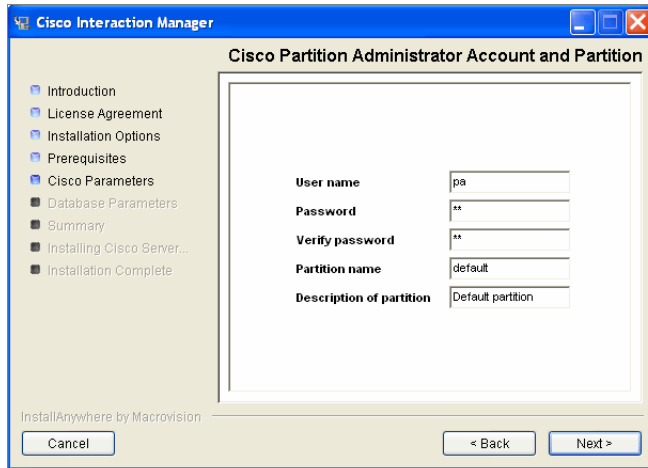 Cisco Interaction Manager
Cisco Partition Administrator Account and Partition
Introduction
License Agreement
Installation Options
Prerequisites
Cisco Parameters
Database Parameters
Summary
Installing Cisco Server...
Installation Complete
User name pa
Password **
Verify password **
Partition name default
Description of partition Default partition
InstallAnywhere by Macrovision
Cancel < Back Next >